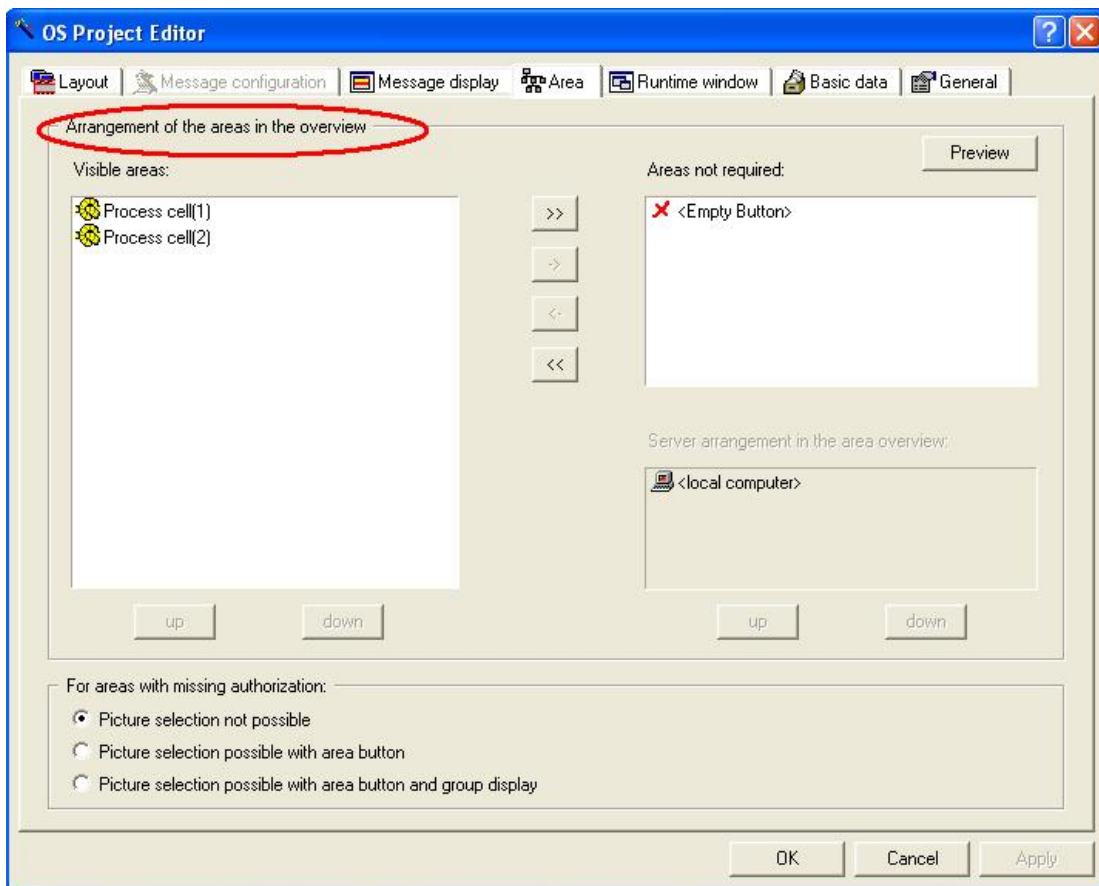 OS Project Editor
Layout
Message configuration
Message display
Area
Runtime window
Basic data
General
Arrangement of the areas in the overview
Preview
Visible areas:
Areas not required:
Process cell(1)
Process cell(2)
>>
->
<-
<<
<Empty Button>
Server arrangement in the area overview:
<local computer>
up
down
up
down
For areas with missing authorization:
Picture selection not possible
Picture selection possible with area button
Picture selection possible with area button and group display
OK
Cancel
Apply